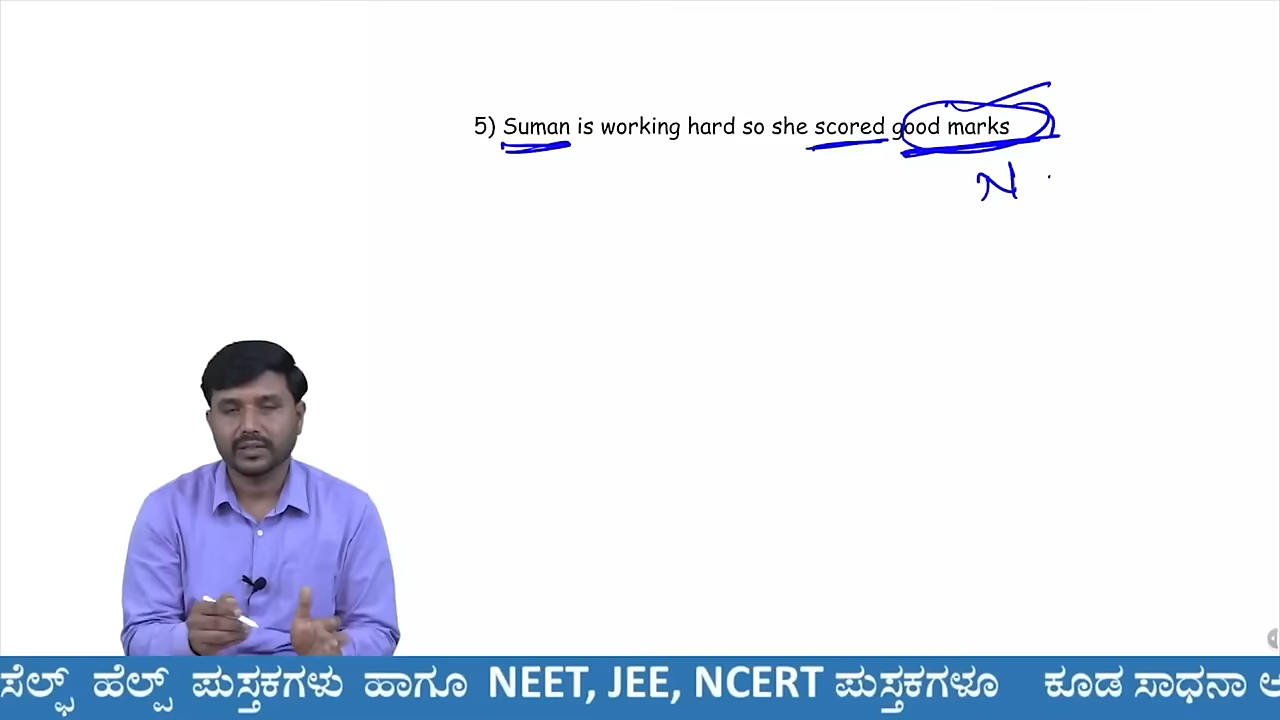 5) Suman is working hard so she scored good marks
N
ಸೆಲ್ಫ್ ಹೆಲ್ಪ್ ಪುಸ್ತಕಗಳು ಹಾಗೂ NEET, JEE, NCERT ಪುಸ್ತಕಗಳೂ ಕೂಡ ಸಾಧನಾ